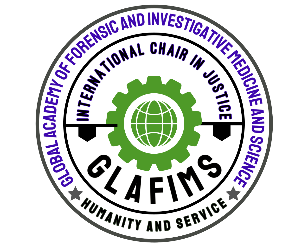 GLOBAL ACADEMY OF FORENSIC AND INVESTIGATIVE MEDICINE AND SCIENCE
INTERNATIONAL CHAIR IN JUSTICE
GLAFIMS
HUMANITY AND SERVICE